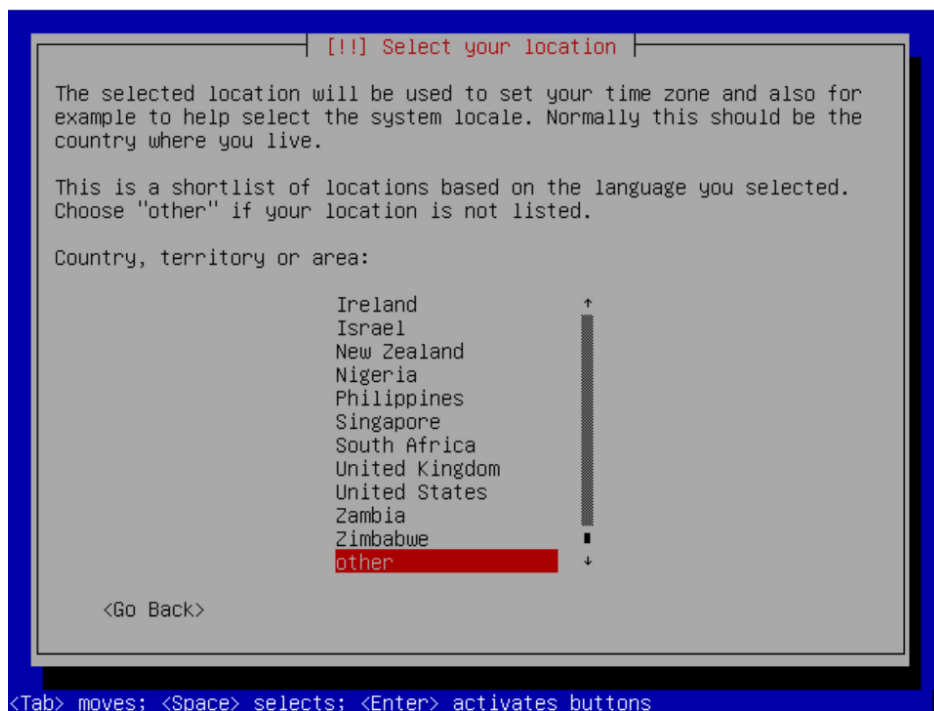 [!!] Select your location
The selected location will be used to set your time zone and also for
example to help select the system locale. Normally this should be the
country where you live.
This is a shortlist of locations based on the language you selected.
Choose "other" if your location is not listed.
Country, territory or area:
Ireland
Israel
New Zealand
Nigeria
Philippines
Singapore
South Africa
United Kingdom
United States
Zambia
Zimbabwe
other
<Go Back>
<Tab> moves; <Space> selects; <Enter> activates buttons